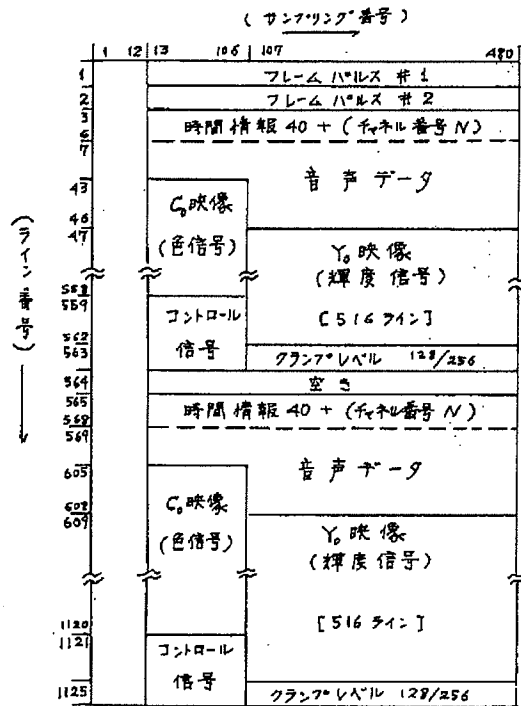 (サンプリング番号)
1 12 13 106 107 480
1 フレームパルス #1
2 フレームパルス #2
3
6 時間情報40+(チャネル番号N)
7
音声データ
43
C₀映像
46
47
(色信号)
Y₀映像
(輝度信号)
(ライン番号)
558
559
コントロール
[516ライン]
562
信号
563 クランプレベル 128/256
564 空き
565
時間情報40+(チャネル番号N)
568
569
音声データ
605
C₀映像
608
609
(色信号)
Y₀映像
(輝度信号)
1120
[516ライン]
1121
コントロール
信号
1125 クランプレベル 128/256